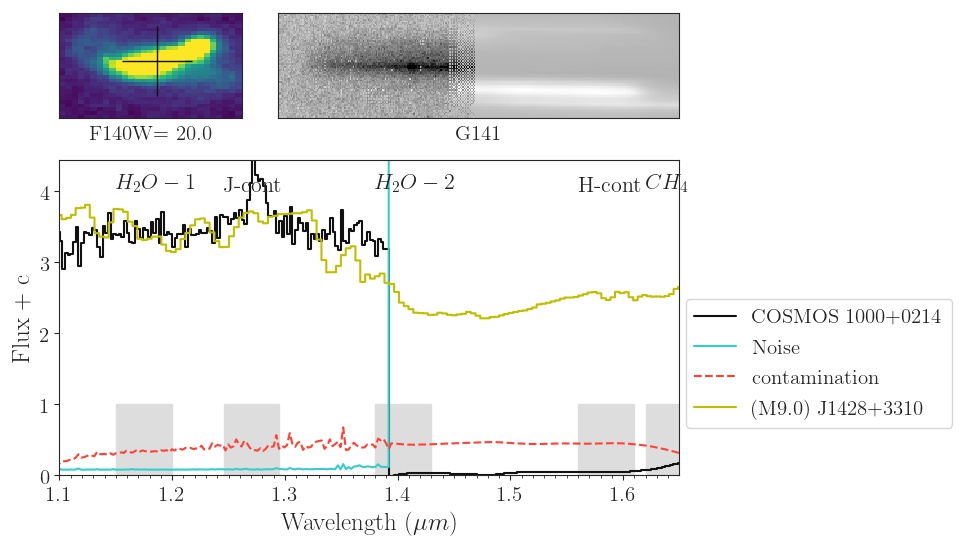 F140W= 20.0
G141
H₂O − 1
J-cont
H₂O − 2
H-cont
CH₄
4
3
2
1
0
Flux + c
1.1
1.2
1.3
1.4
1.5
1.6
Wavelength (μm)
COSMOS 1000+0214
Noise
contamination
(M9.0) J1428+3310